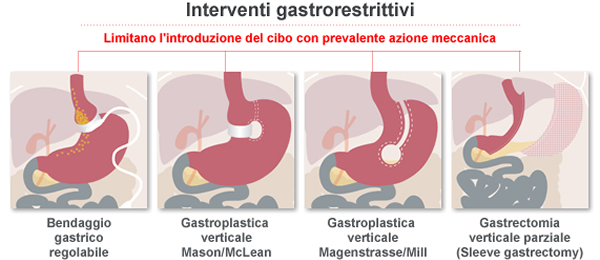 Interventi gastrorestrittivi
Limitano l'introduzione del cibo con prevalente azione meccanica
Bendaggio
gastrico
regolabile
Gastroplastica
verticale
Mason/McLean
Gastroplastica
verticale
Magenstrasse/Mill
Gastrectomia
verticale parziale
(Sleeve gastrectomy)